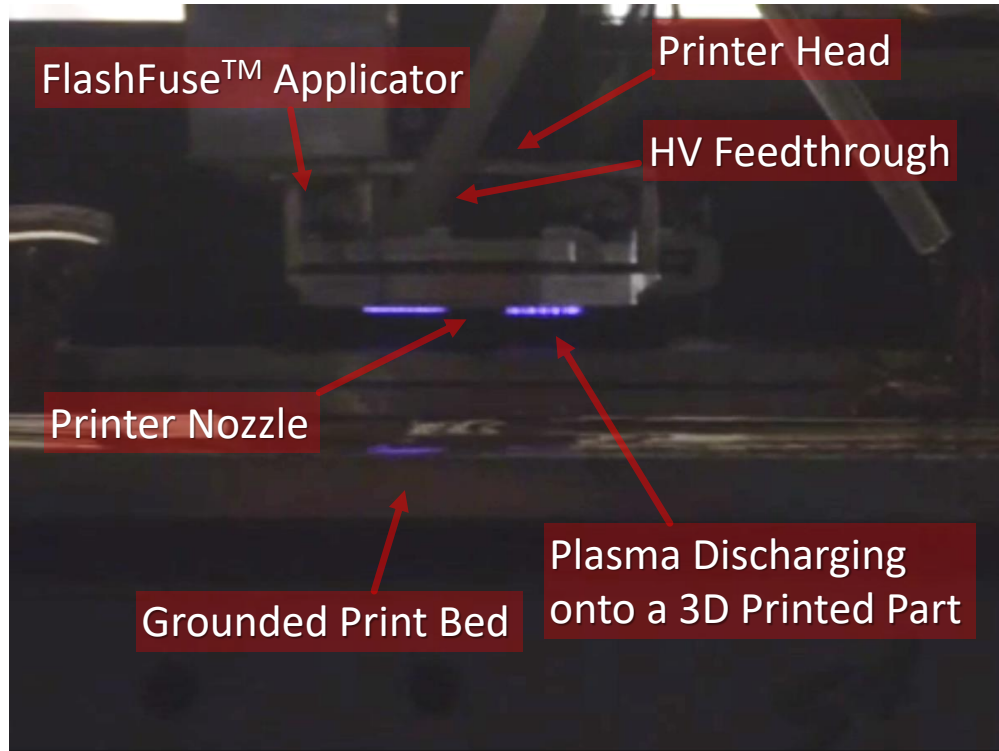 FlashFuse™ Applicator
Printer Head
HV Feedthrough
Printer Nozzle
Plasma Discharging
onto a 3D Printed Part
Grounded Print Bed